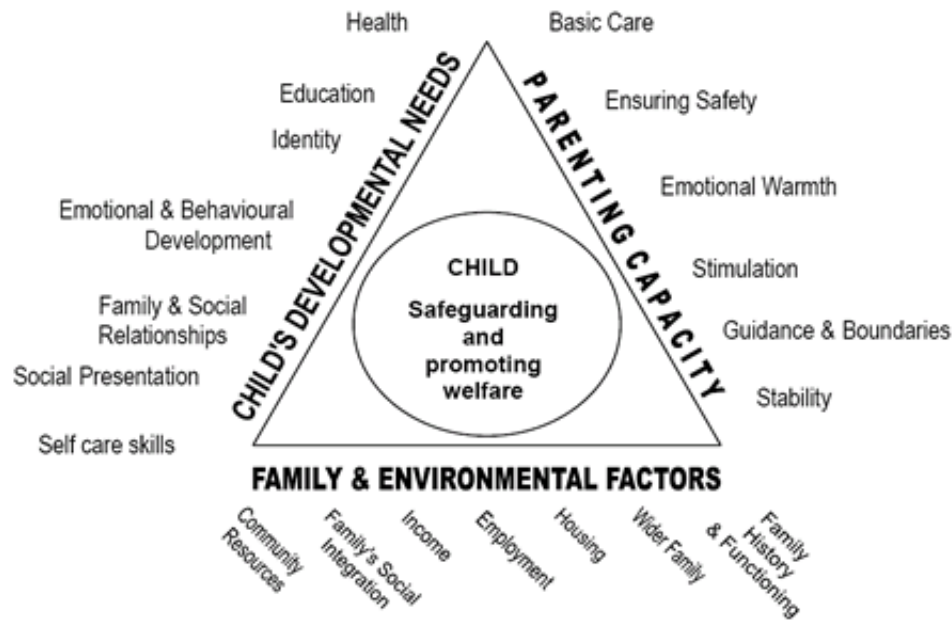 Health
Education
Identity
Emotional & Behavioural
Development
Family & Social
Relationships
Social Presentation
Self care skills
CHILD'S DEVELOPMENTAL NEEDS
Basic Care
Ensuring Safety
Emotional Warmth
Stimulation
Guidance & Boundaries
Stability
PARENTING CAPACITY
CHILD
Safeguarding
and
promoting
welfare
FAMILY & ENVIRONMENTAL FACTORS
Community
Resources
Family's Social
Integration
Income
Employment
Housing
Wider Family
Family
History
& Functioning